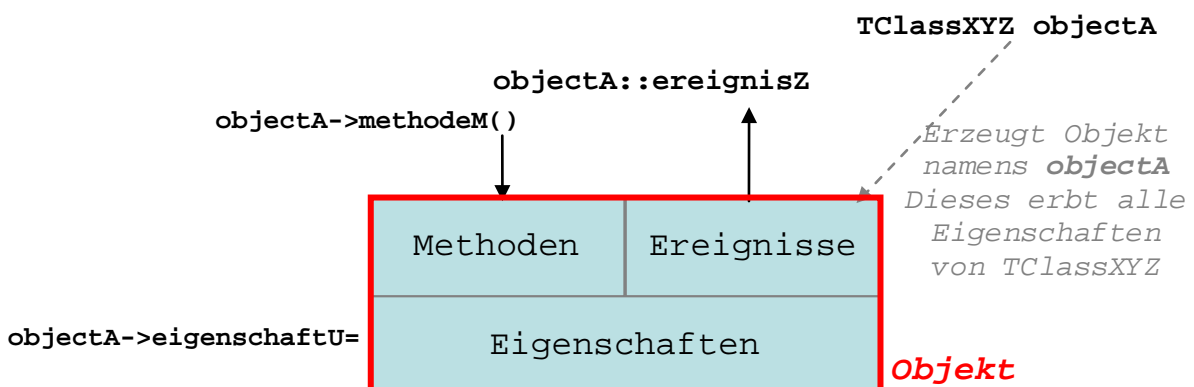 TClassXYZ objectA
objectA::ereignisZ
objectA->methodeM()
Erzeugt Objekt
namens objectA
Dieses erbt alle
Eigenschaften
von TClassXYZ
Methoden
Ereignisse
objectA->eigenschaftU=
Eigenschaften
Objekt